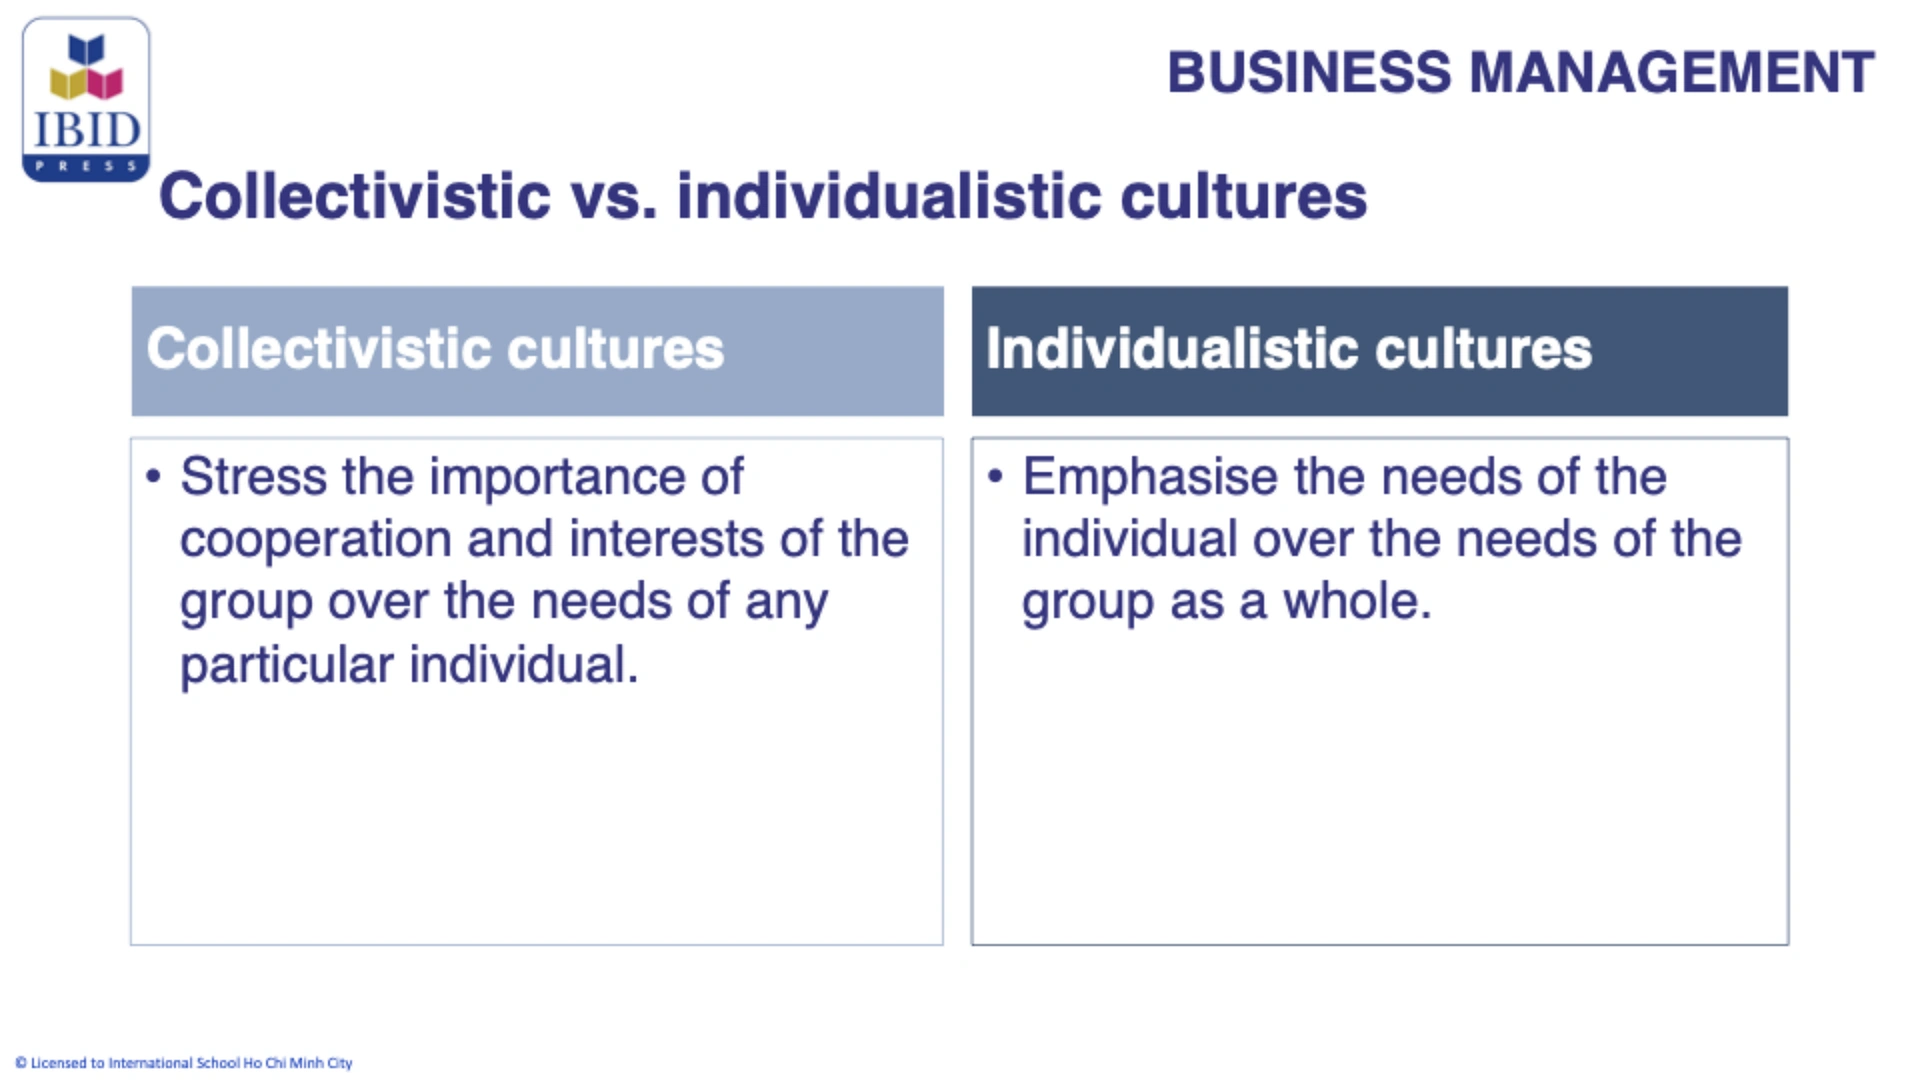 IBID
PRESS
BUSINESS MANAGEMENT
Collectivistic vs. individualistic cultures
Collectivistic cultures
• Stress the importance of
cooperation and interests of the
group over the needs of any
particular individual.
Individualistic cultures
• Emphasise the needs of the
individual over the needs of the
group as a whole.
© Licensed to International School Ho Chi Minh City